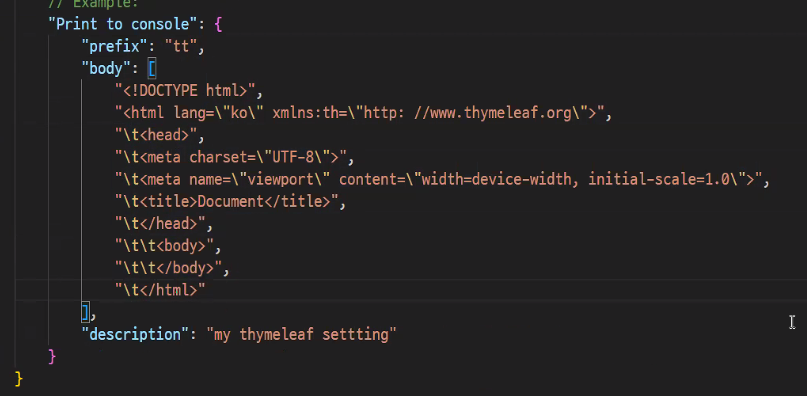 // Example:
"Print to console": {
"prefix": "tt",
"body": [
"<!DOCTYPE html>",
"<html lang=\"ko\" xmlns:th=\"http: //www.thymeleaf.org\">",
"\t<head>",
"\t<meta charset=\"UTF-8\">",
"\t<meta name=\"viewport\" content=\"width=device-width, initial-scale=1.0\">",
"\t<title>Document</title>",
"\t</head>",
"\t\t<body>",
"\t\t</body>",
"\t</html>"
],
"description": "my thymeleaf settting"
}
}